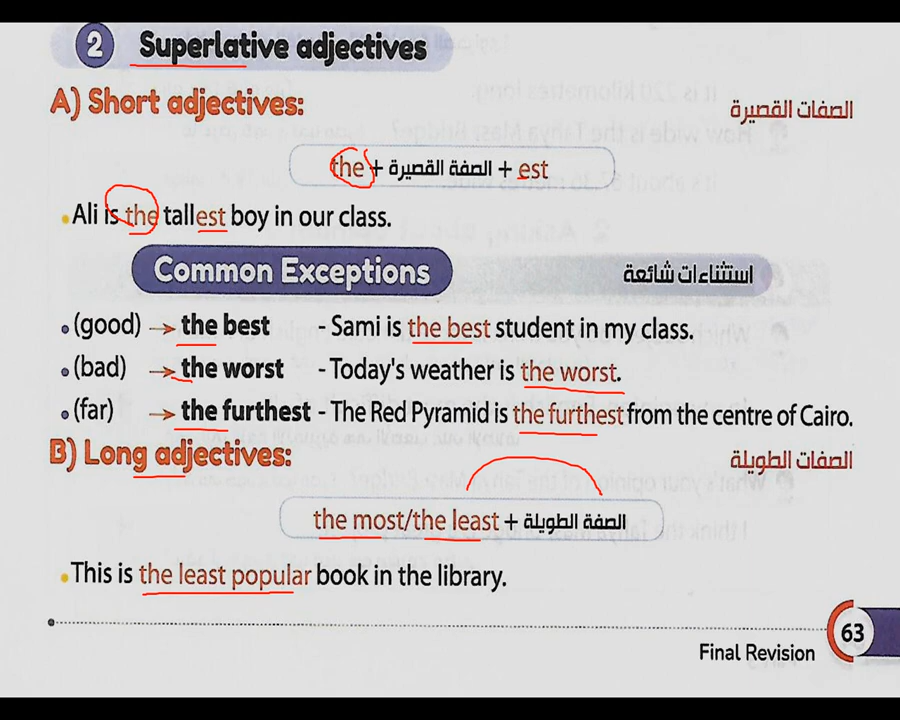 2 Superlative adjectives
A) Short adjectives: الصفات القصيرة
the + الصفة القصيرة + est
Ali is the tallest boy in our class.
Common Exceptions استثناءات شائعة
(good) → the best - Sami is the best student in my class.
(bad) → the worst - Today's weather is the worst.
(far) → the furthest - The Red Pyramid is the furthest from the centre of Cairo.
B) Long adjectives: الصفات الطويلة
the most/the least + الصفة الطويلة
This is the least popular book in the library.
63
Final Revision